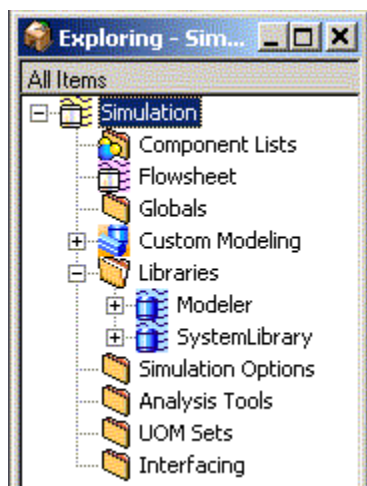 Exploring - Sim...
All Items
Simulation
Component Lists
Flowsheet
Globals
Custom Modeling
Libraries
Modeler
SystemLibrary
Simulation Options
Analysis Tools
UOM Sets
Interfacing